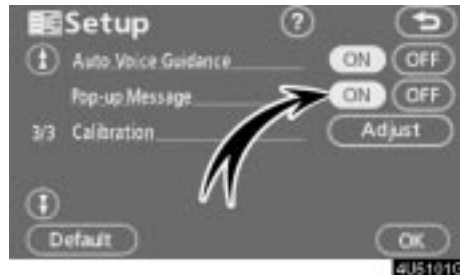 Setup ?
Auto Voice Guidance ON OFF
Pop-up Message ON OFF
3/3 Calibration Adjust
Default OK
4U5101G